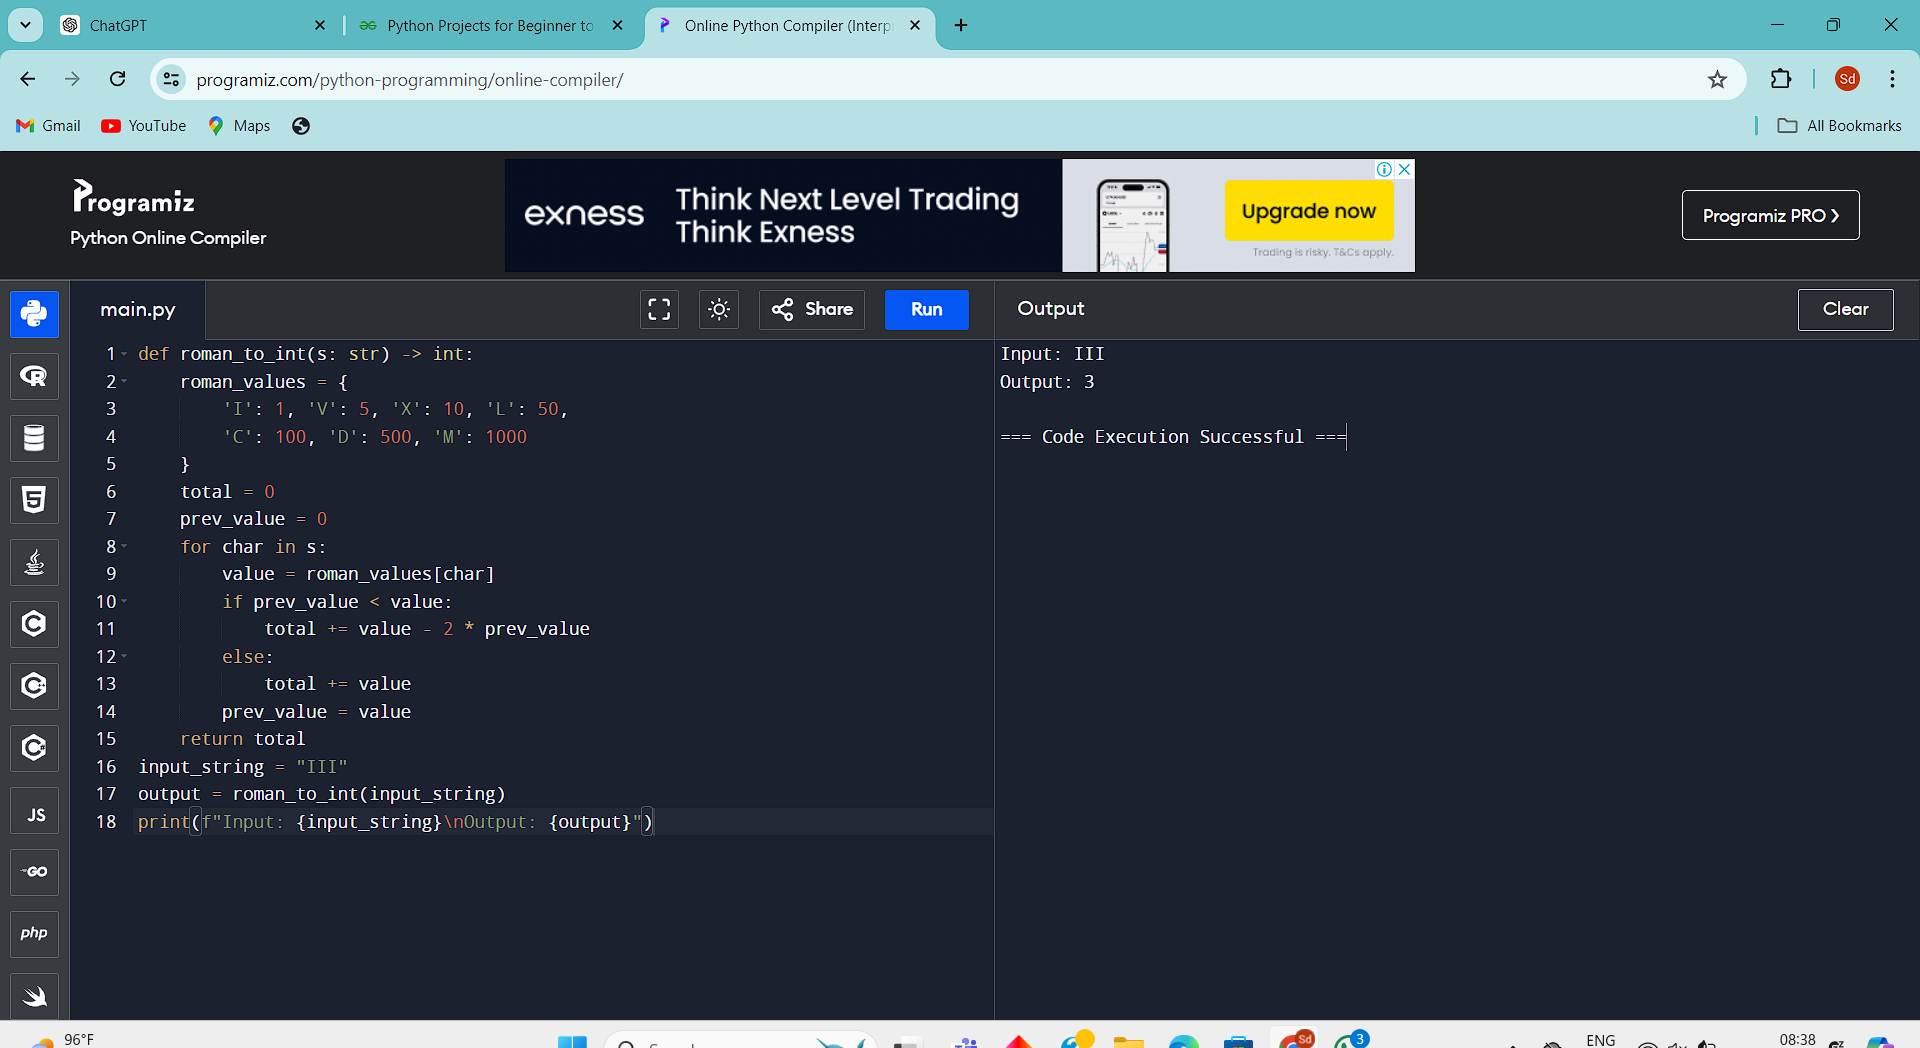 ChatGPT
Python Projects for Beginner to
Online Python Compiler (Interp
programiz.com/python-programming/online-compiler/
Sd
Gmail
YouTube
Maps
All Bookmarks
Programiz
Python Online Compiler
exness
Think Next Level Trading
Think Exness
Upgrade now
Trading is risky. T&Cs apply.
Programiz PRO ❯
main.py
Share
Run
Output
Clear
1 def roman_to_int(s: str) -> int:
2     roman_values = {
3         'I': 1, 'V': 5, 'X': 10, 'L': 50,
4         'C': 100, 'D': 500, 'M': 1000
5     }
6     total = 0
7     prev_value = 0
8     for char in s:
9         value = roman_values[char]
10         if prev_value < value:
11             total += value - 2 * prev_value
12         else:
13             total += value
14         prev_value = value
15     return total
16 input_string = "III"
17 output = roman_to_int(input_string)
18 print(f"Input: {input_string}\nOutput: {output}")
Input: III
Output: 3
=== Code Execution Successful ===
R
5
C
C
C
JS
GO
php
96°F
Sd
3
ENG
08:38